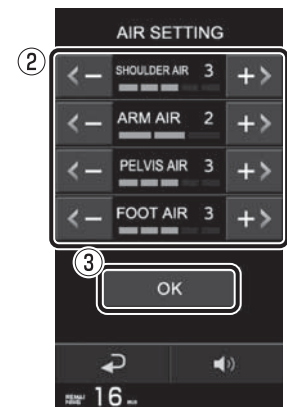 AIR SETTING
②
< − SHOULDER AIR 3 + >
< − ARM AIR 2 + >
< − PELVIS AIR 3 + >
< − FOOT AIR 3 + >
③
OK
16